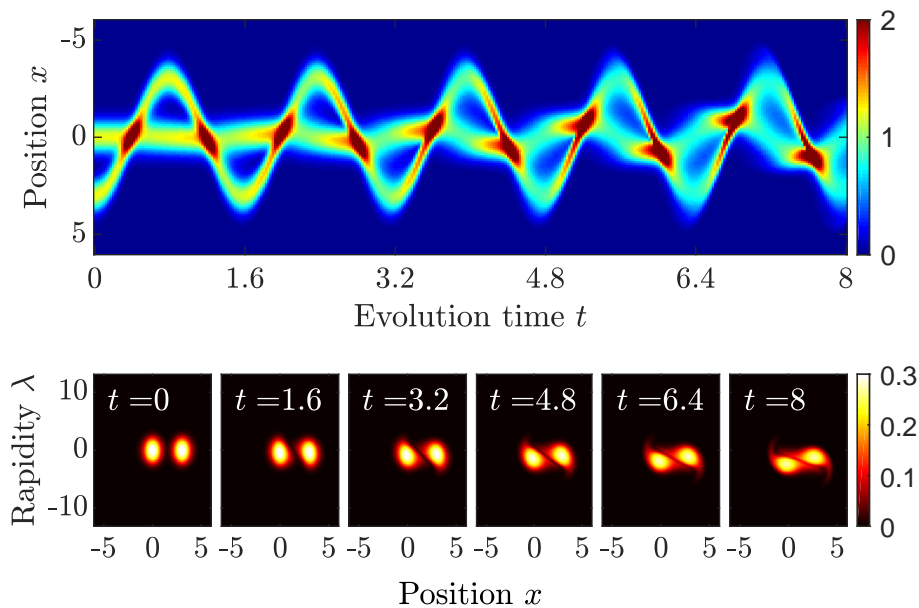 Position x
-5
0
5
0 1.6 3.2 4.8 6.4 8
Evolution time t
2
1
0
Rapidity λ
10
0
-10
t =0 t =1.6 t =3.2 t =4.8 t =6.4 t =8
-5 0 5 -5 0 5 -5 0 5 -5 0 5 -5 0 5 -5 0 5
Position x
0.3
0.2
0.1
0